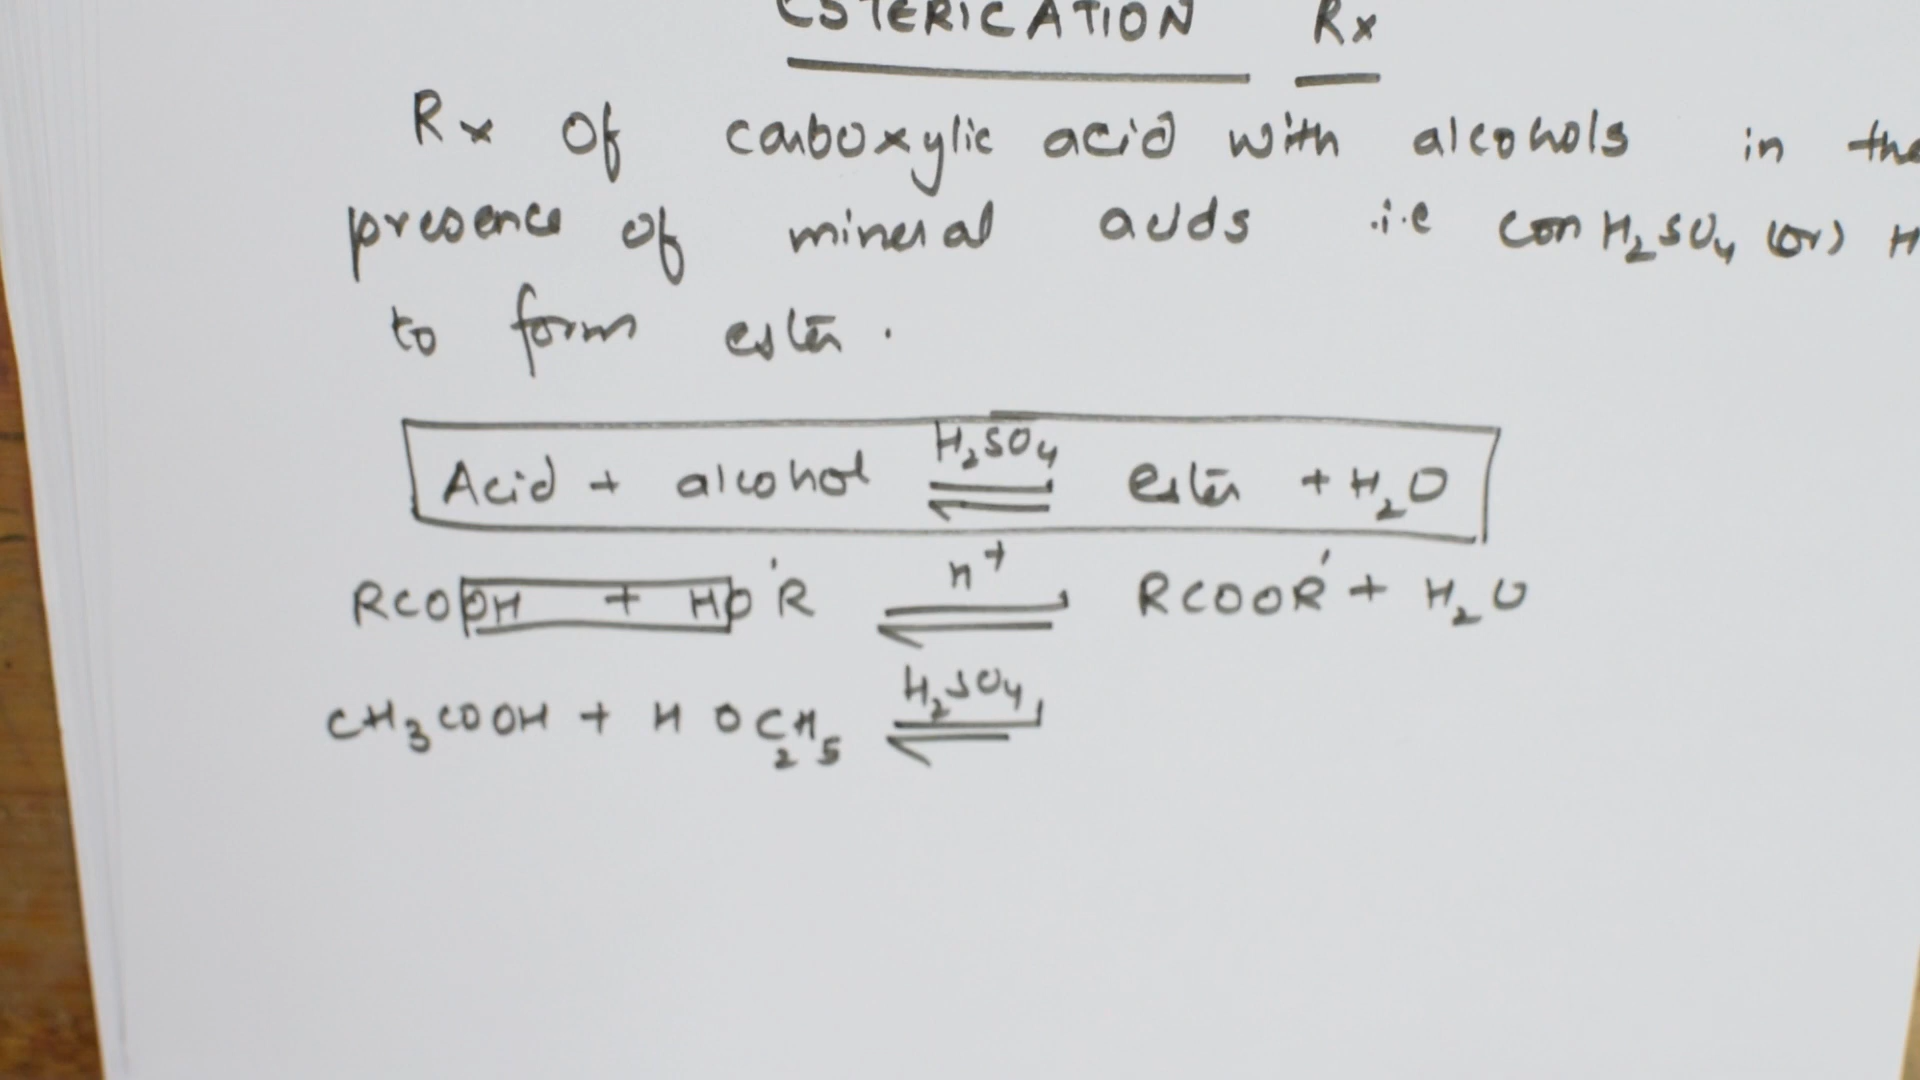 ESTERICATION Rx
Rx Of carboxylic acid with alcohols in the
presence of mineral acids i.e con H₂SO₄ (or) H
to form ester.
Acid + alcohol H₂SO₄ ⇌ ester + H₂O
RCOOH + HOR' H⁺ ⇌ RCOOR' + H₂O
CH₃COOH + HOC₂H₅ H₂SO₄ ⇌